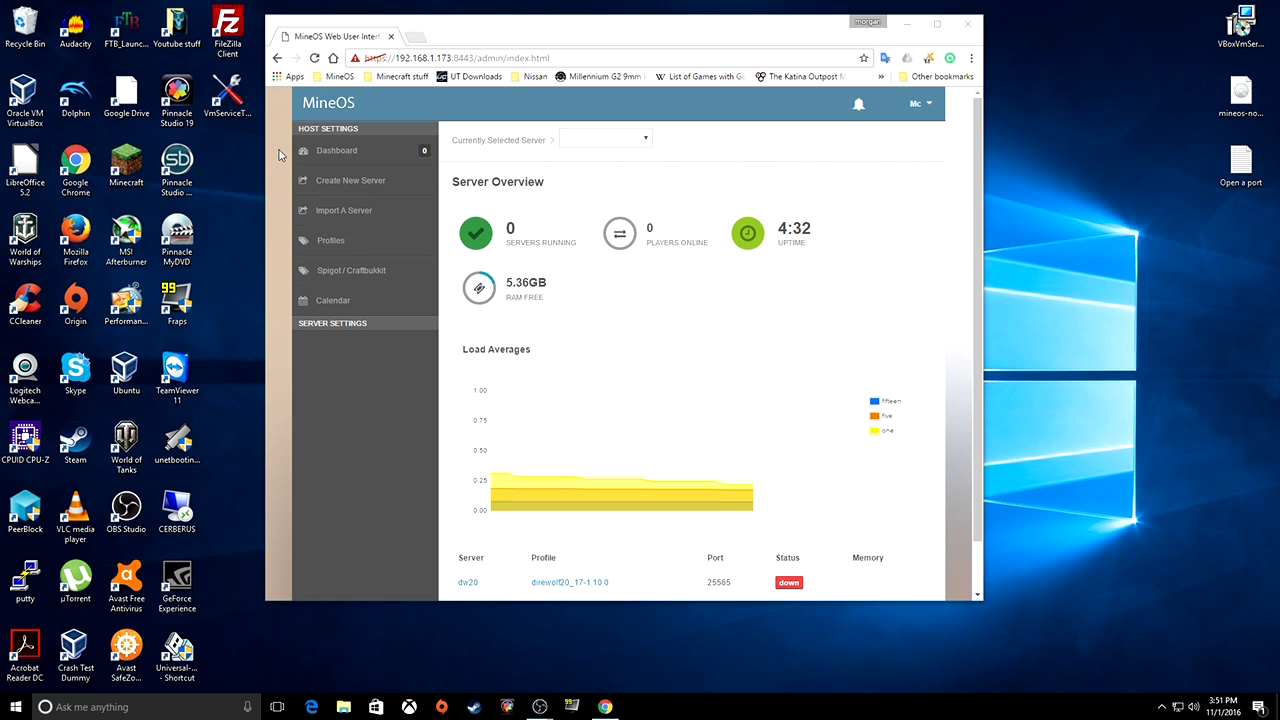 Recycle Bin
Audacity
FTB_Launc...
Youtube stuff
FileZilla Client
Oracle VM VirtualBox
Dolphin
Google Drive
Pinnacle Studio 19
VmServiceT...
LibreOffice 5.2
Google Chrome
Minecraft
Pinnacle Studio ...
World of Warships
Mozilla Firefox
MSI Afterburner
Pinnacle MyDVD
CCleaner
Origin
Performan...
99
Fraps
Logitech Webca...
Skype
Ubuntu
TeamViewer 11
CPUID CPU-Z
Steam
World of Tanks
unetbootin...
PeerBlock
VLC media player
OBS Studio
CERBERUS
putty
µTorrent
Avast Free Antivirus
GeForce Experience
Acrobat Reader DC
Crash Test Dummy
Avast SafeZo...
Universal-... - Shortcut
morgan
MineOS Web User Interf
https://192.168.1.173:8443/admin/index.html
Apps MineOS Minecraft stuff UT Downloads Nissan Millennium G2 9mm List of Games with Go The Katina Outpost M » Other bookmarks
MineOS
Mc
HOST SETTINGS
Dashboard 0
Create New Server
Import A Server
Profiles
Spigot / Craftbukkit
Calendar
SERVER SETTINGS
Currently Selected Server
Server Overview
0 SERVERS RUNNING
0 PLAYERS ONLINE
4:32 UPTIME
5.36GB RAM FREE
Load Averages
1.00
0.75
0.50
0.25
0.00
fifteen
five
one
Server Profile Port Status Memory
dw20 direwolf20_17-1.10.0 25565 down
VBoxVmSer...
mineos-no...
Open a port
Ask me anything
99
3:51 PM
11/1/2016